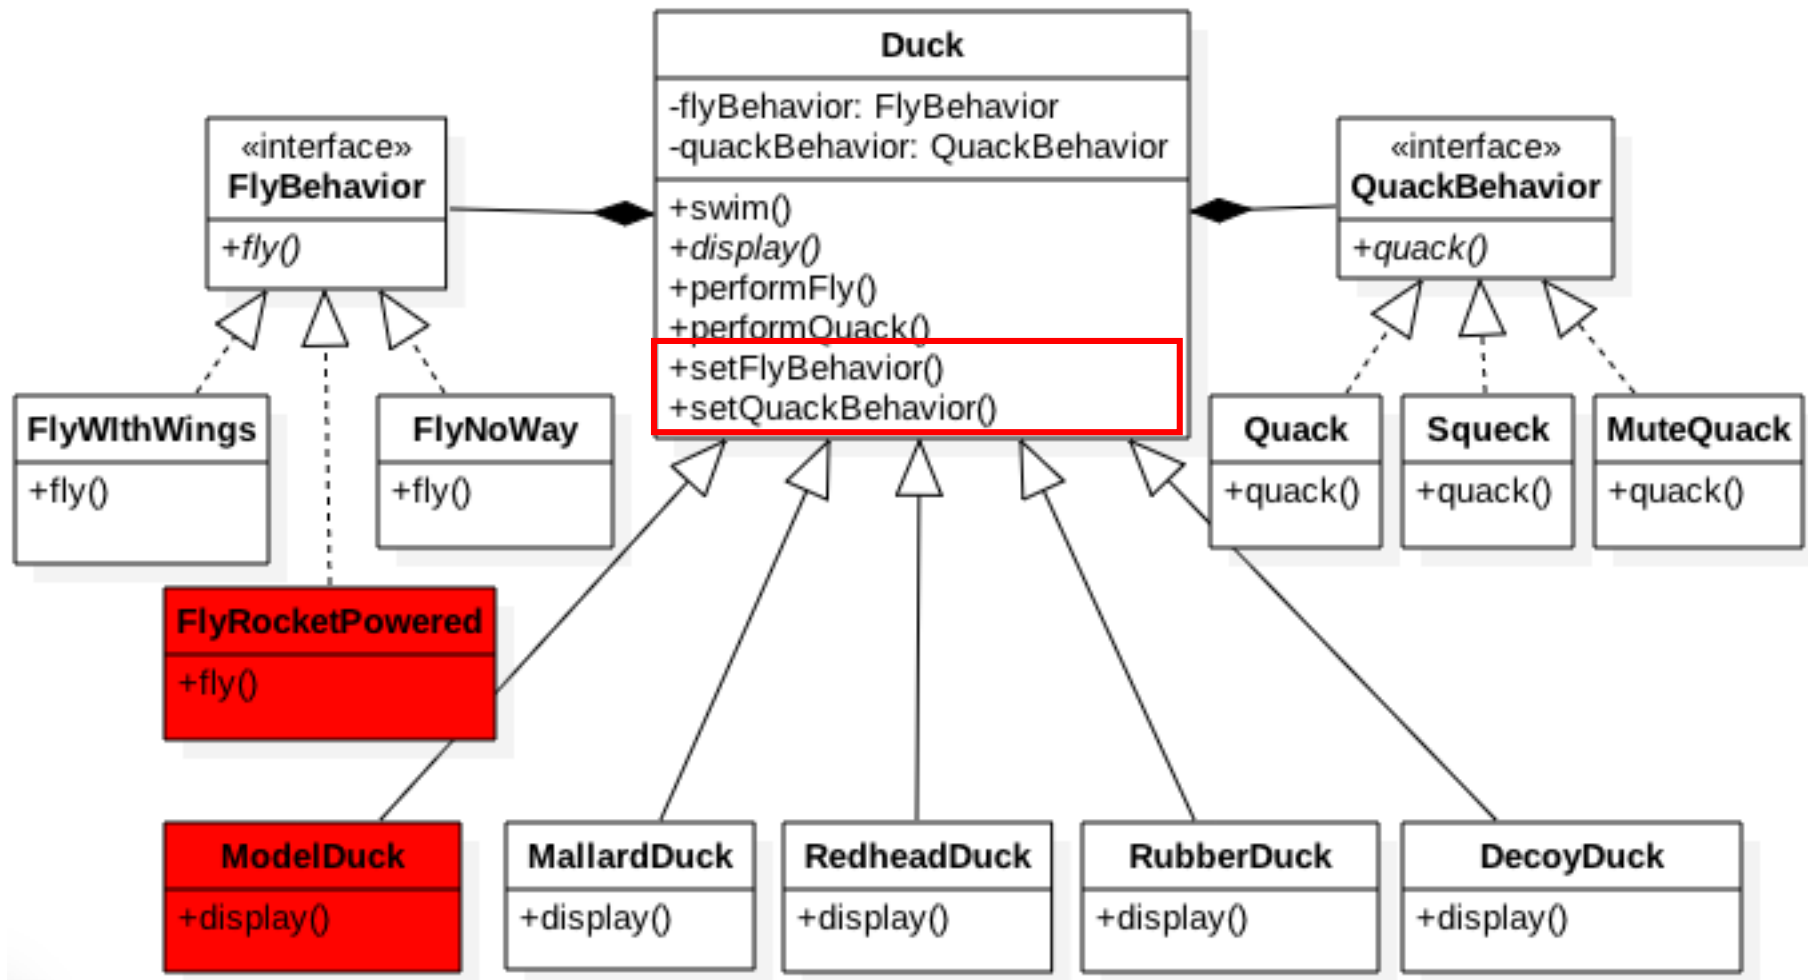 Duck
-flyBehavior: FlyBehavior
-quackBehavior: QuackBehavior
+swim()
+display()
+performFly()
+performQuack()
+setFlyBehavior()
+setQuackBehavior()
«interface»
FlyBehavior
+fly()
«interface»
QuackBehavior
+quack()
FlyWIthWings
+fly()
FlyNoWay
+fly()
Quack
+quack()
Squeck
+quack()
MuteQuack
+quack()
FlyRocketPowered
+fly()
ModelDuck
+display()
MallardDuck
+display()
RedheadDuck
+display()
RubberDuck
+display()
DecoyDuck
+display()